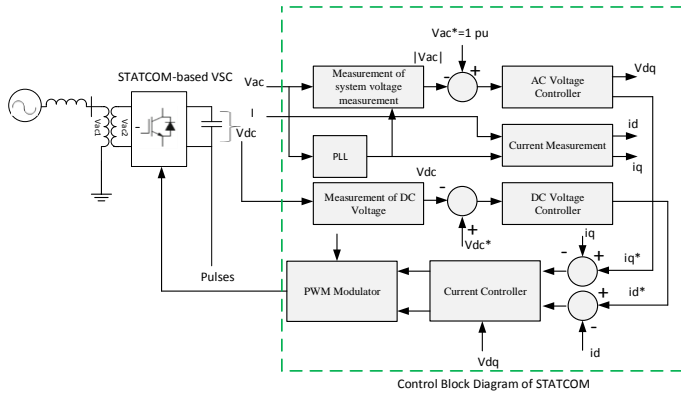 Vac*=1 pu
|Vac|
STATCOM-based VSC
Vac
Measurement of
system voltage
measurement
-
+
AC Voltage
Controller
Vdq
I
Vac1
Vac2
Vdc
PLL
Current Measurement
id
iq
Vdc
Measurement of DC
Voltage
-
+
Vdc*
DC Voltage
Controller
iq
-
+
iq*
Pulses
PWM Modulator
Current Controller
id*
+
-
id
Vdq
Control Block Diagram of STATCOM